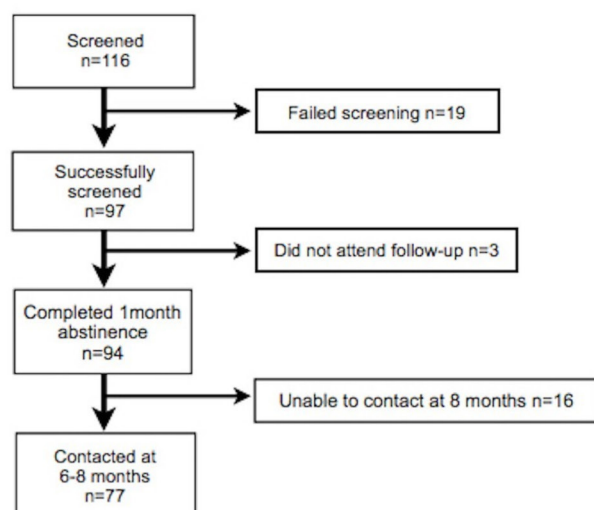 Screened
n=116
Failed screening n=19
Successfully
screened
n=97
Did not attend follow-up n=3
Completed 1month
abstinence
n=94
Unable to contact at 8 months n=16
Contacted at
6-8 months
n=77